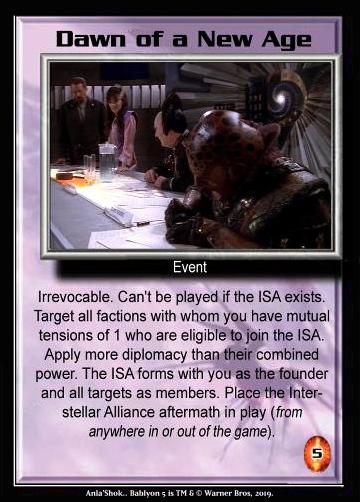 Dawn of a New Age
Event
Irrevocable. Can't be played if the ISA exists.
Target all factions with whom you have mutual
tensions of 1 who are eligible to join the ISA.
Apply more diplomacy than their combined
power. The ISA forms with you as the founder
and all targets as members. Place the Inter-
stellar Alliance aftermath in play (from
anywhere in or out of the game).
5
Anla'Shok.. Bablyon 5 is TM & © Warner Bros, 2019.